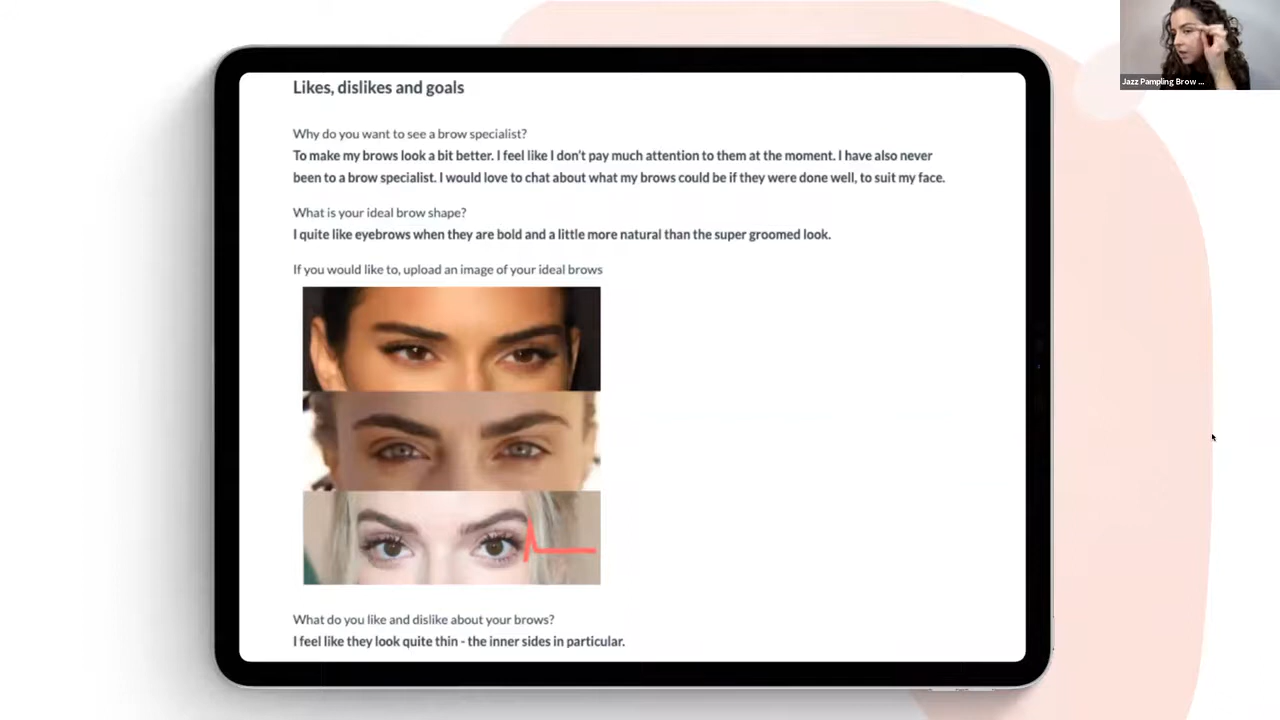 Jazz Pampling Brow ...
Likes, dislikes and goals
Why do you want to see a brow specialist?
To make my brows look a bit better. I feel like I don't pay much attention to them at the moment. I have also never
been to a brow specialist. I would love to chat about what my brows could be if they were done well, to suit my face.
What is your ideal brow shape?
I quite like eyebrows when they are bold and a little more natural than the super groomed look.
If you would like to, upload an image of your ideal brows
What do you like and dislike about your brows?
I feel like they look quite thin - the inner sides in particular.